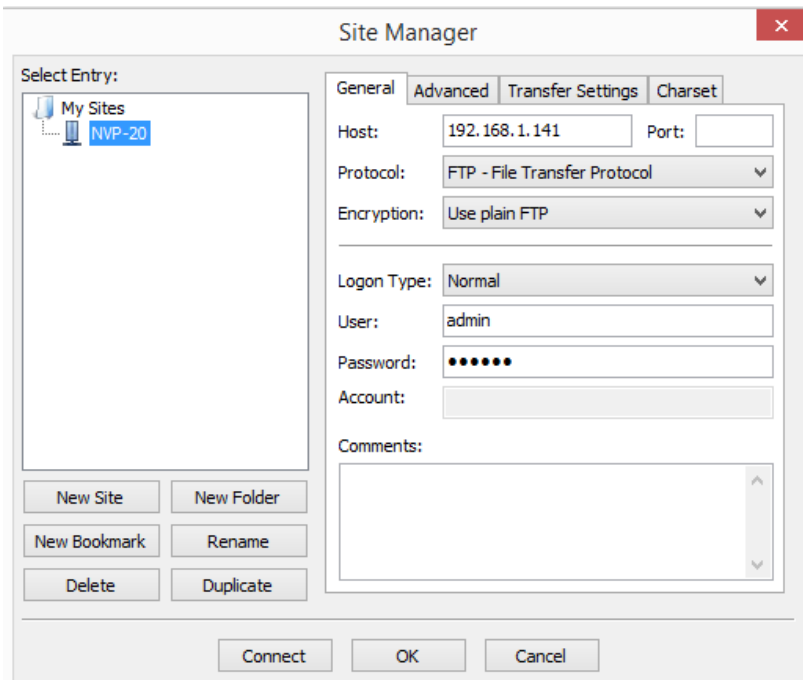 Site Manager
Select Entry:
My Sites
NVP-20
New Site New Folder
New Bookmark Rename
Delete Duplicate
General Advanced Transfer Settings Charset
Host: 192.168.1.141 Port:
Protocol: FTP - File Transfer Protocol
Encryption: Use plain FTP
Logon Type: Normal
User: admin
Password: ••••••
Account:
Comments:
Connect OK Cancel